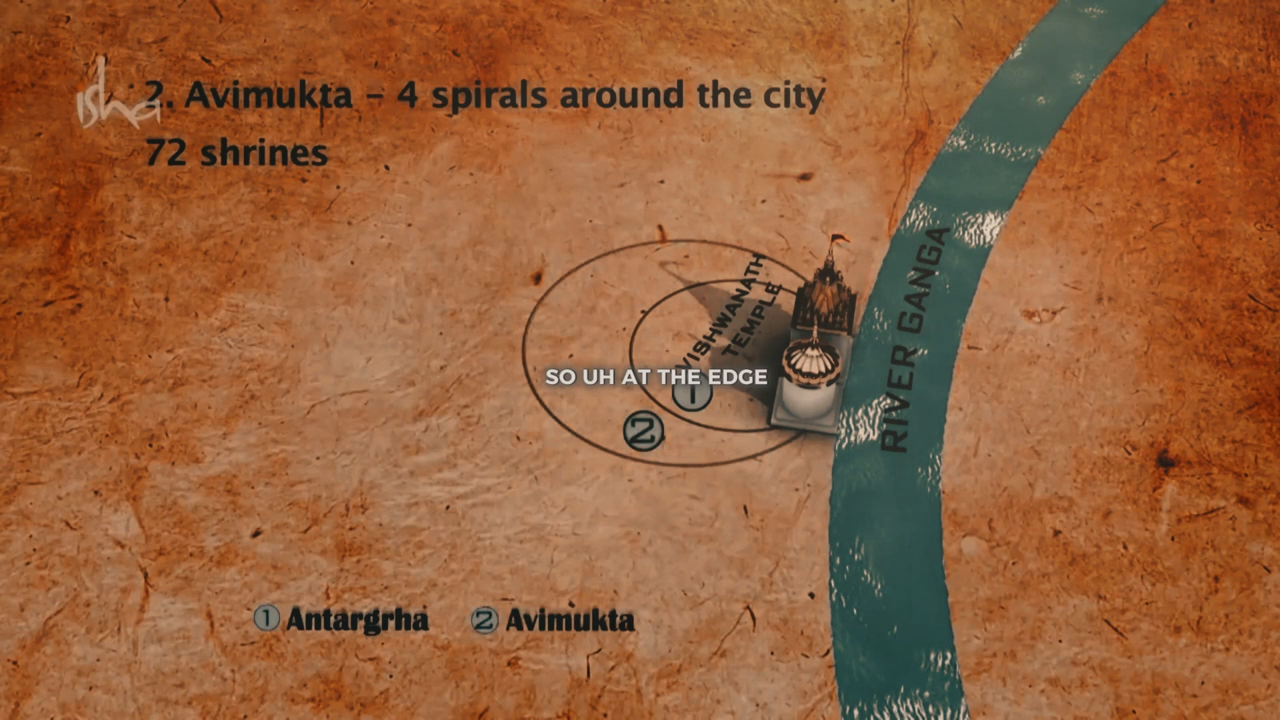 isha
2. Avimukta – 4 spirals around the city
72 shrines
VISHWANATH
TEMPLE
RIVER GANGA
SO UH AT THE EDGE
1
2
1 Antargrha 2 Avimukta